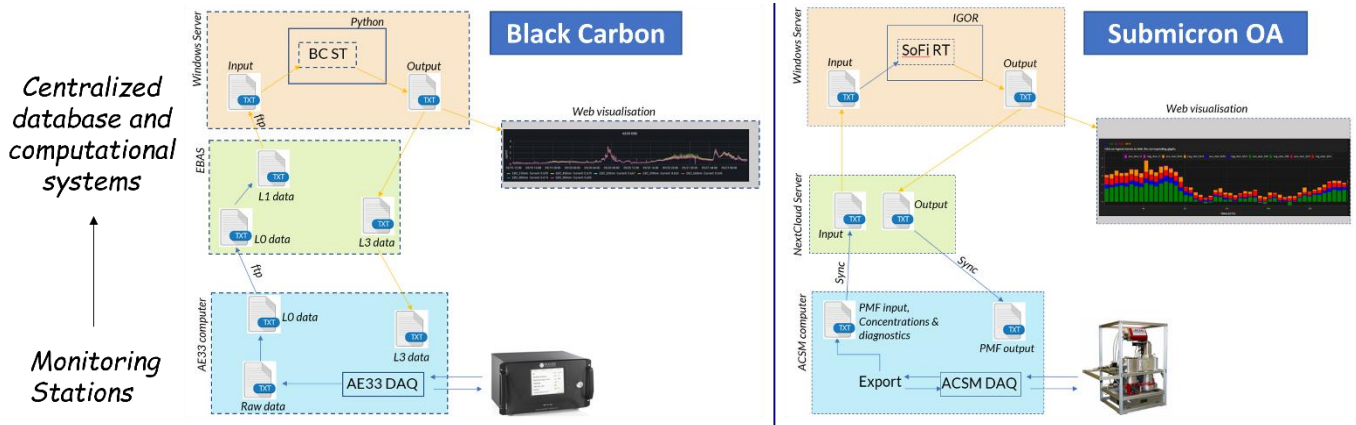 Centralized
database and
computational
systems
Monitoring
Stations
Black Carbon
Windows Server
Python
BC ST
Input
Output
TXT
TXT
ftp
Web visualisation
EBAS
L1 data
L0 data
L3 data
TXT
TXT
TXT
ftp
AE33 computer
L0 data
L3 data
Raw data
TXT
TXT
TXT
AE33 DAQ
Submicron OA
Windows Server
IGOR
SoFi RT
Input
Output
TXT
TXT
Web visualisation
NextCloud Server
Input
Output
TXT
TXT
Sync
Sync
ACSM computer
PMF input,
Concentrations &
diagnostics
PMF output
TXT
TXT
Export
ACSM DAQ